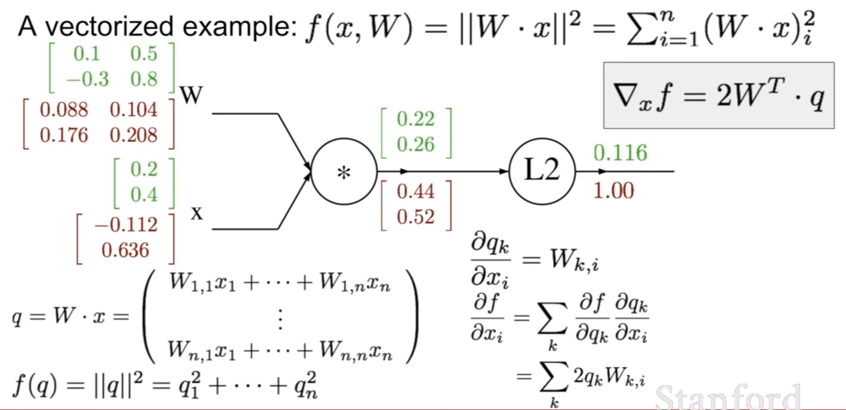 A vectorized example: f(x, W) = ||W · x||² = ∑ⁿᵢ₌₁(W · x)²ᵢ
[ 0.1 0.5
−0.3 0.8 ]
W
∇ₓf = 2Wᵀ · q
[ 0.088 0.104
0.176 0.208 ]
[ 0.22
0.26 ]
[ 0.2
0.4 ]
*
L2
0.116
1.00
[ 0.44
0.52 ]
x
[ −0.112
0.636 ]
∂qₖ/∂xᵢ = Wₖ,ᵢ
q = W · x = ( W₁,₁x₁ + ⋯ + W₁,ₙxₙ
⋮
Wₙ,₁x₁ + ⋯ + Wₙ,ₙxₙ )
∂f/∂xᵢ = ∑ₖ ∂f/∂qₖ ∂qₖ/∂xᵢ
= ∑ₖ 2qₖWₖ,ᵢ
f(q) = ||q||² = q₁² + ⋯ + qₙ²
Stanford